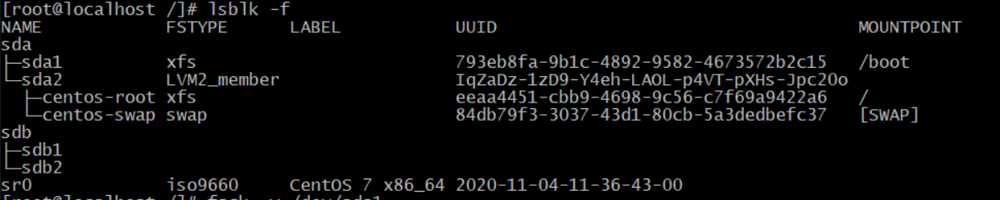 [root@localhost /]# lsblk -f
NAME FSTYPE LABEL UUID MOUNTPOINT
sda
├─sda1 xfs 793eb8fa-9b1c-4892-9582-4673572b2c15 /boot
└─sda2 LVM2_member IqZaDz-1zD9-Y4eh-LAOL-p4VT-pXHs-Jpc2Oo
├─centos-root xfs eeaa4451-cbb9-4698-9c56-c7f69a9422a6 /
└─centos-swap swap 84db79f3-3037-43d1-80cb-5a3dedbefc37 [SWAP]
sdb
├─sdb1
└─sdb2
sr0 iso9660 CentOS 7 x86_64 2020-11-04-11-36-43-00